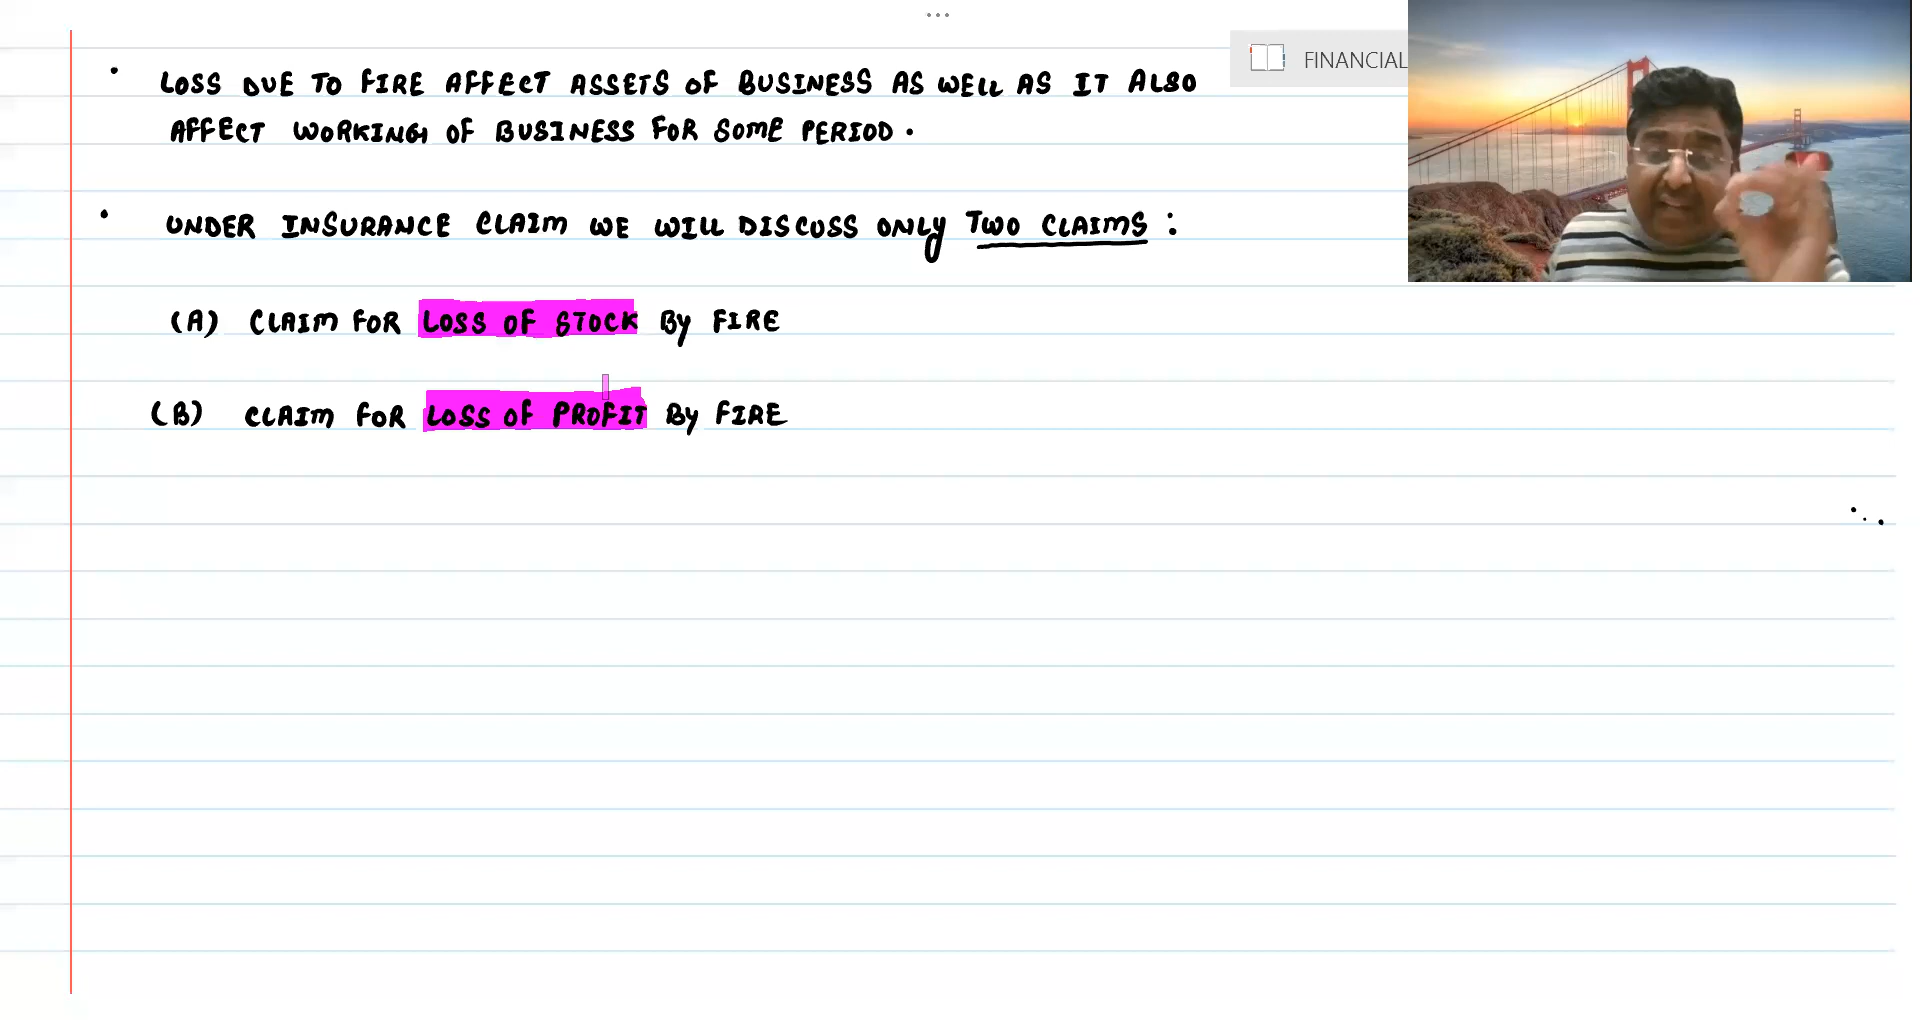 • LOSS DUE TO FIRE AFFECT ASSETS OF BUSINESS AS WELL AS IT ALSO
AFFECT WORKING OF BUSINESS FOR SOME PERIOD.
• UNDER INSURANCE CLAIM WE WILL DISCUSS ONLY TWO CLAIMS :
(A) CLAIM FOR LOSS OF STOCK BY FIRE
(B) CLAIM FOR LOSS OF PROFIT BY FIRE
FINANCIAL